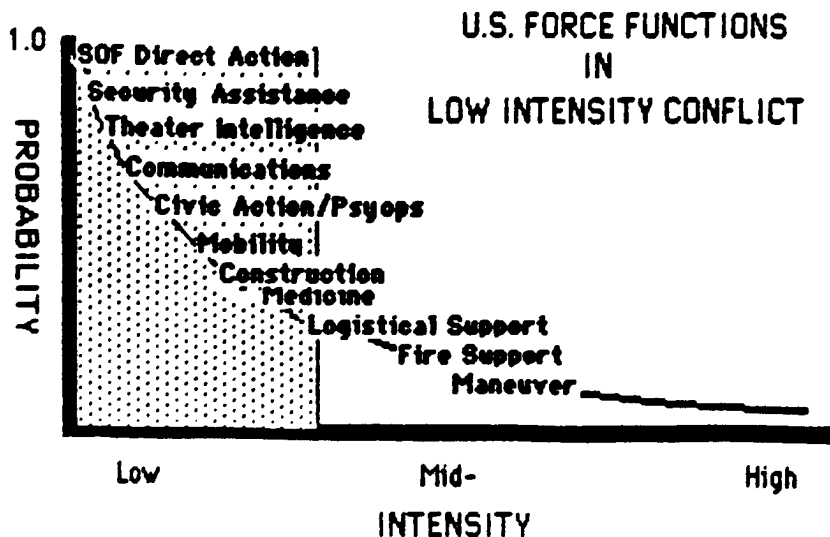 U.S. FORCE FUNCTIONS
IN
LOW INTENSITY CONFLICT
1.0
PROBABILITY
SOF Direct Action
Security Assistance
Theater Intelligence
Communications
Civic Action/Psyops
Mobility
Construction
Medicine
Logistical Support
Fire Support
Maneuver
Low
Mid-
High
INTENSITY